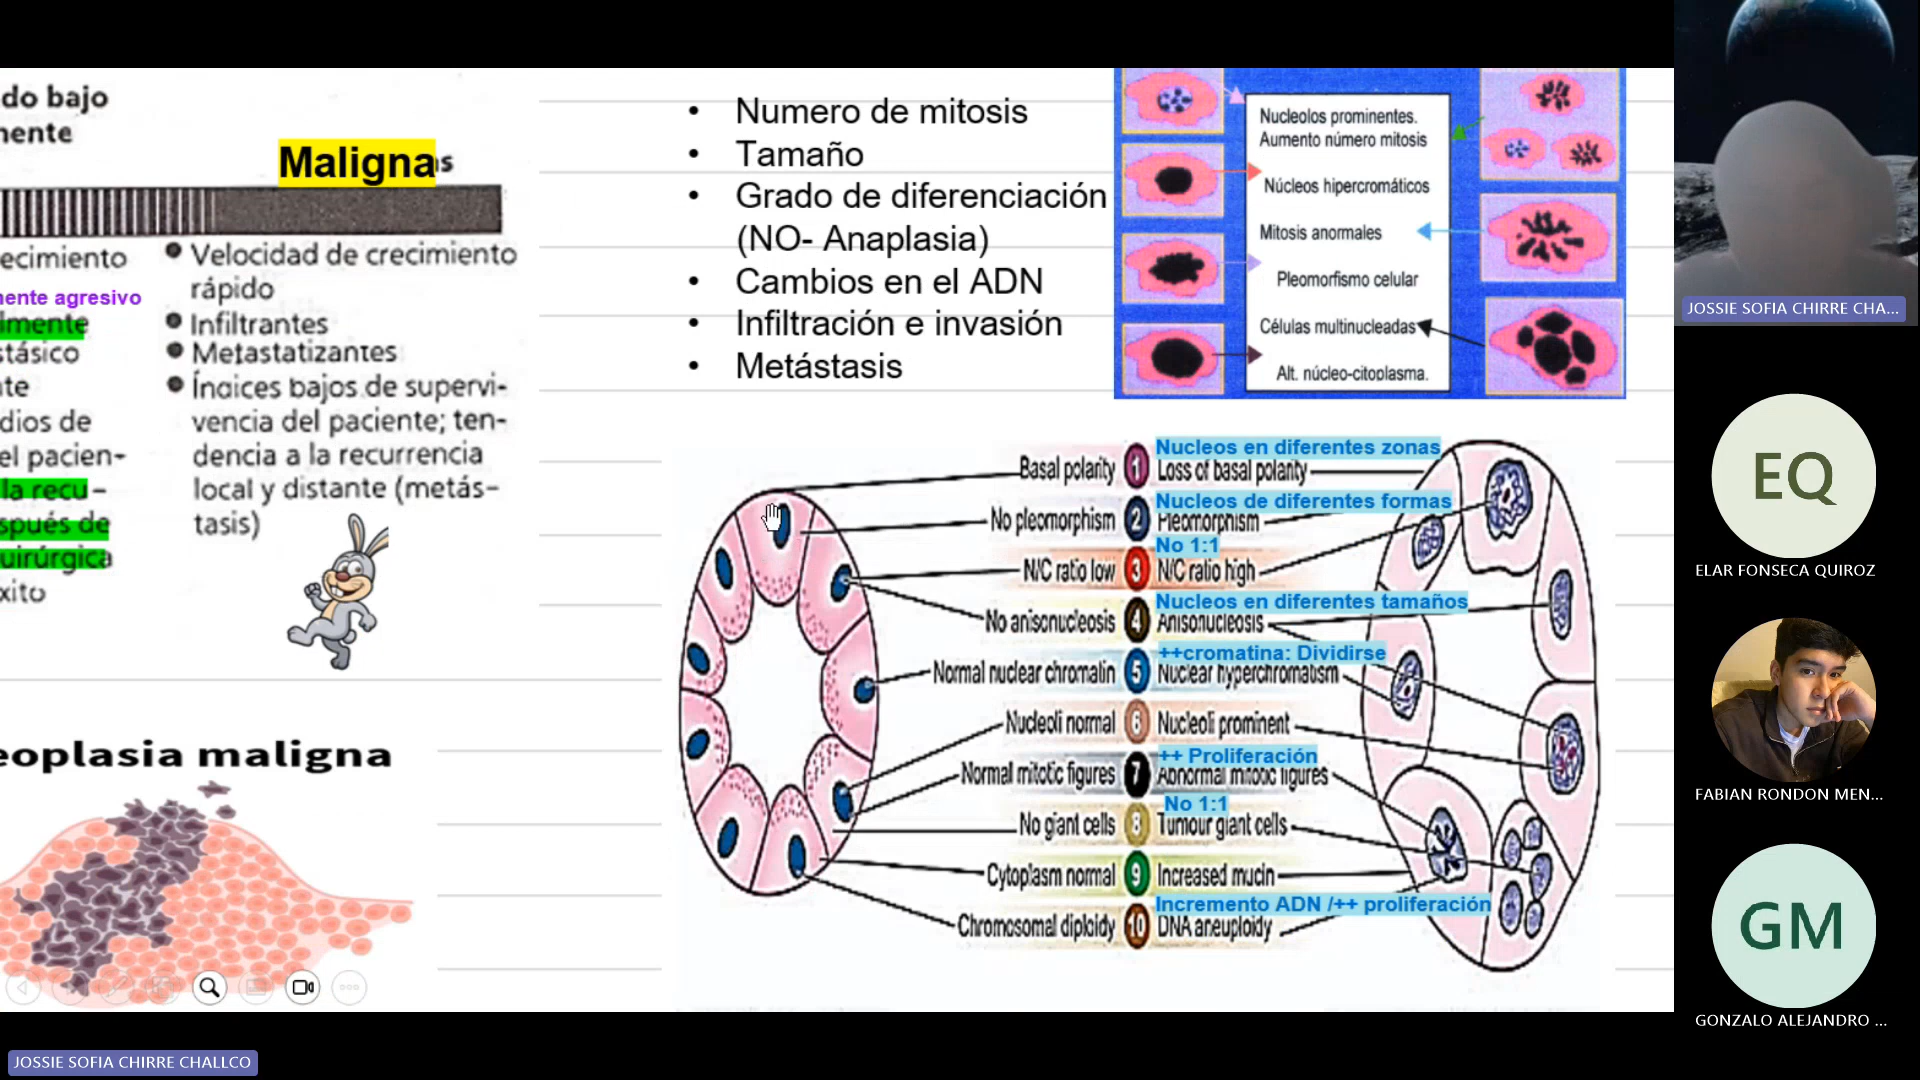 do bajo
mente
Malignas
ecimiento
mente agresivo
lmente
stásico
nte
dios de
el pacien-
la recu-
spués de
uirúrgica
xito
• Velocidad de crecimiento
rápido
• Infiltrantes
• Metastatizantes
• Índices bajos de supervi-
vencia del paciente; ten-
dencia a la recurrencia
local y distante (metás-
tasis)
eoplasia maligna
• Numero de mitosis
• Tamaño
• Grado de diferenciación
(NO- Anaplasia)
• Cambios en el ADN
• Infiltración e invasión
• Metástasis
Nucleolos prominentes.
Aumento número mitosis
Núcleos hipercromáticos
Mitosis anormales
Pleomorfismo celular
Células multinucleadas
Alt. núcleo-citoplasma.
Nucleos en diferentes zonas
Basal polarity 1 Loss of basal polarity
Nucleos de diferentes formas
No pleomorphism 2 Pleomorphism
No 1:1
N/C ratio low 3 N/C ratio high
Nucleos en diferentes tamaños
No anisonucleosis 4 Anisonucleosis
++cromatina: Dividirse
Normal nuclear chromatin 5 Nuclear hyperchromatism
Nucleoli normal 6 Nucleoli prominent
++ Proliferación
Normal mitotic figures 7 Abnormal mitotic figures
No 1:1
No giant cells 8 Tumour giant cells
Cytoplasm normal 9 Increased mucin
Incremento ADN /++ proliferación
Chromosomal diploidy 10 DNA aneuploidy
JOSSIE SOFIA CHIRRE CHA...
EQ
ELAR FONSECA QUIROZ
FABIAN RONDON MEN...
GM
GONZALO ALEJANDRO ...
JOSSIE SOFIA CHIRRE CHALLCO